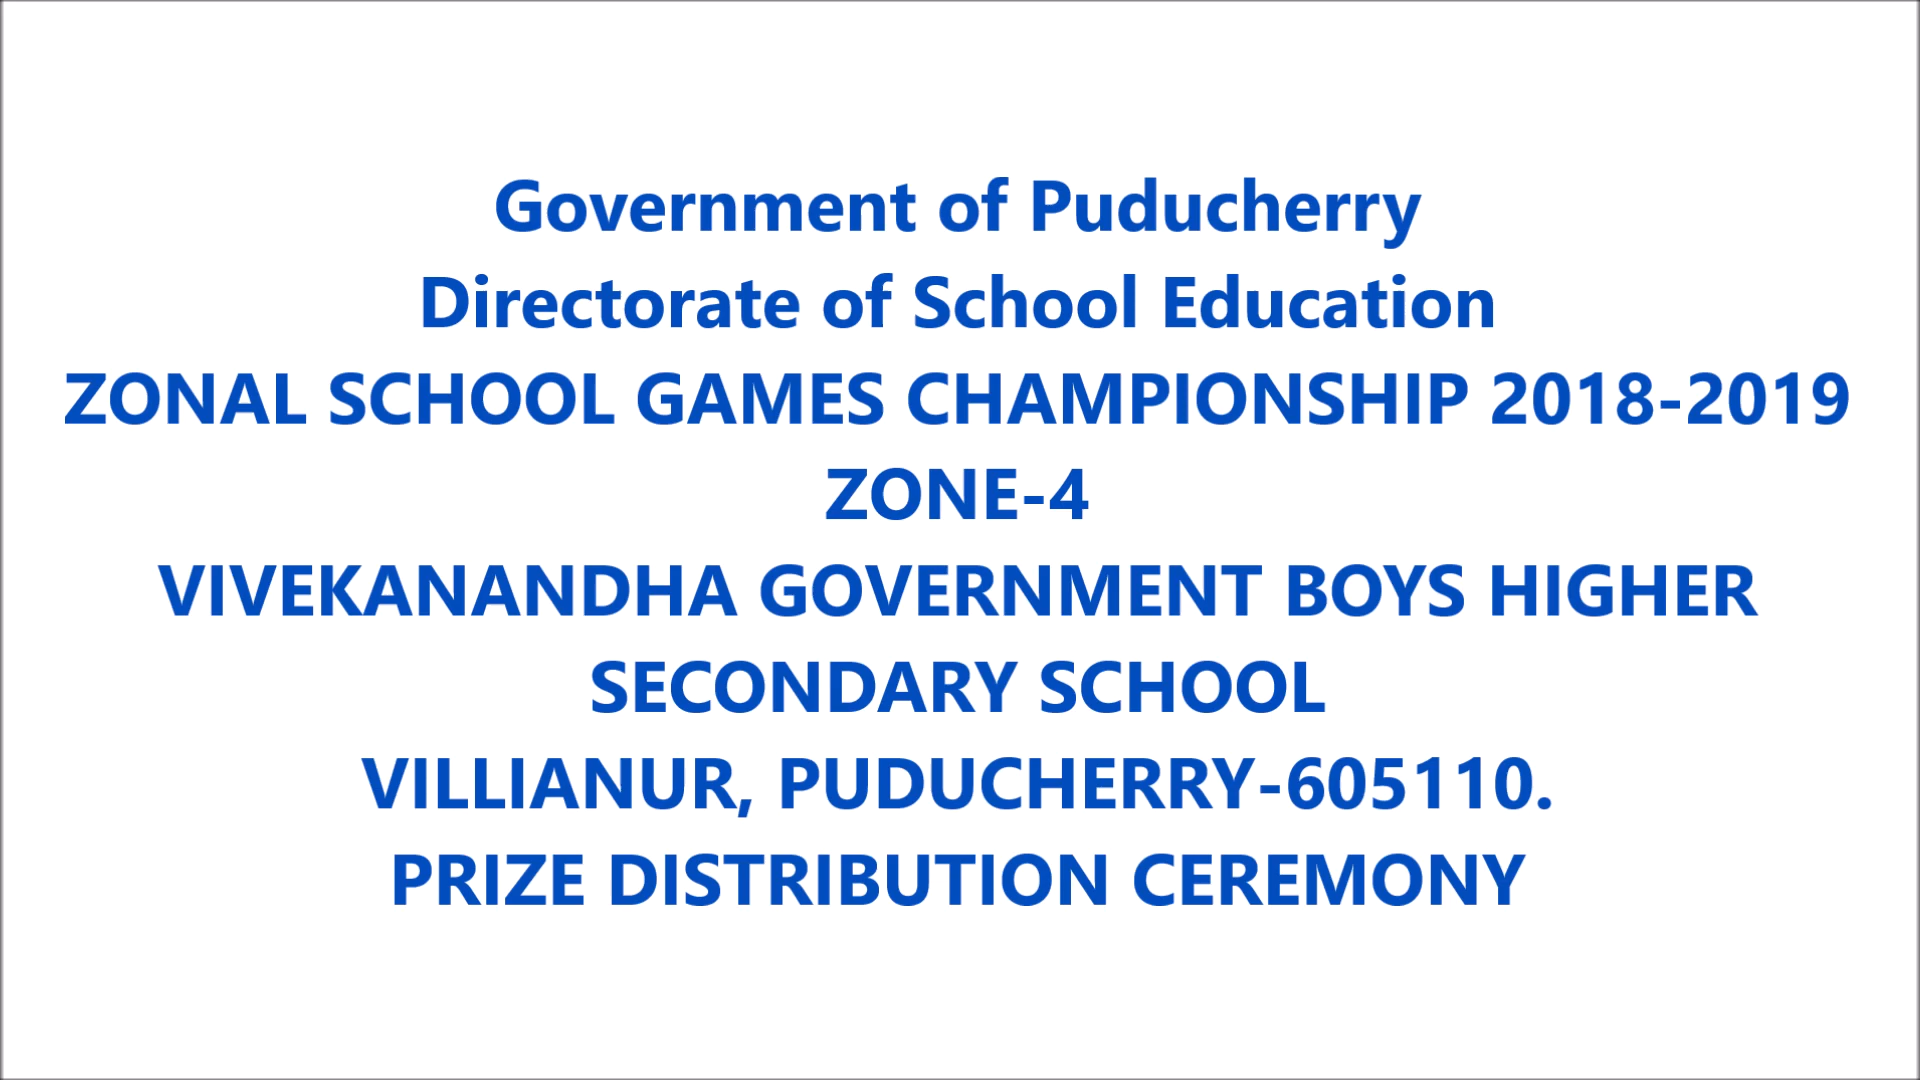 Government of Puducherry
Directorate of School Education
ZONAL SCHOOL GAMES CHAMPIONSHIP 2018-2019
ZONE-4
VIVEKANANDHA GOVERNMENT BOYS HIGHER
SECONDARY SCHOOL
VILLIANUR, PUDUCHERRY-605110.
PRIZE DISTRIBUTION CEREMONY